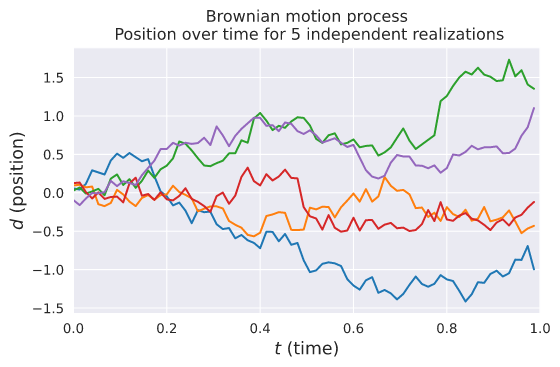 Brownian motion process
Position over time for 5 independent realizations
d (position)
1.5
1.0
0.5
0.0
−0.5
−1.0
−1.5
0.0 0.2 0.4 0.6 0.8 1.0
t (time)